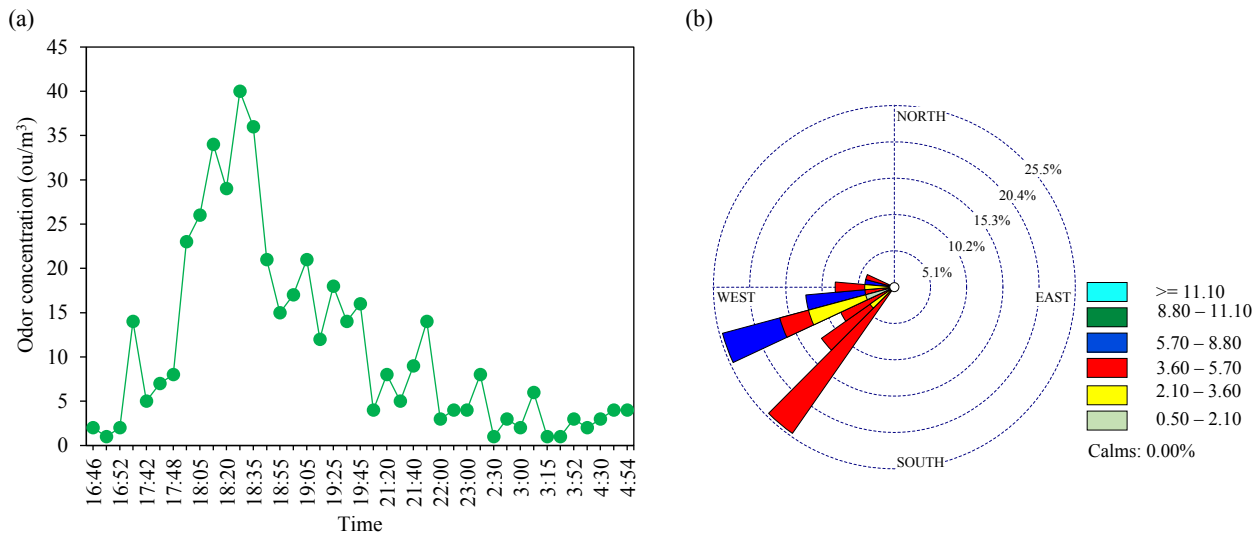 (a)
(b)
45
40
35
30
25
20
15
10
5
0
Odor concentration (ou/m³)
16:46
16:52
17:42
17:48
18:05
18:20
18:35
18:55
19:05
19:25
19:45
21:20
21:40
22:00
23:00
2:30
3:00
3:15
3:52
4:30
4:54
Time
NORTH
25.5%
20.4%
15.3%
10.2%
5.1%
WEST
EAST
SOUTH
>= 11.10
8.80 – 11.10
5.70 – 8.80
3.60 – 5.70
2.10 – 3.60
0.50 – 2.10
Calms: 0.00%